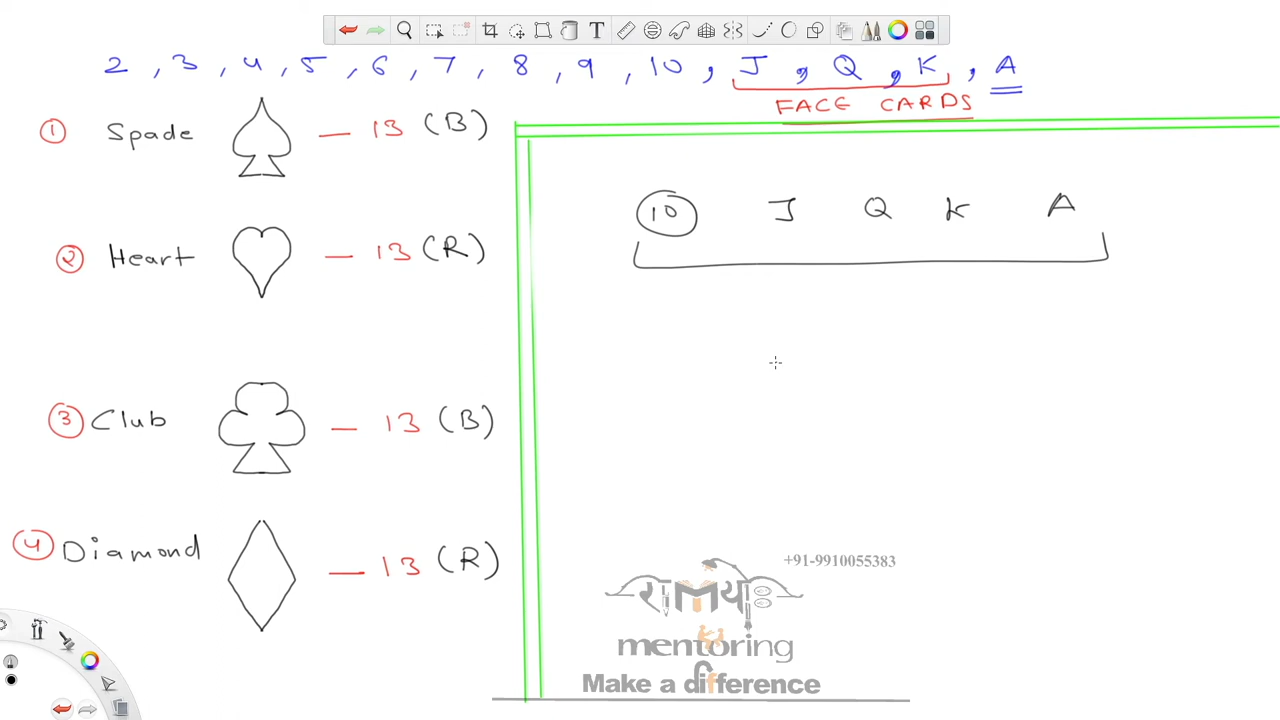 2 , 3 , 4 , 5 , 6 , 7 , 8 , 9 , 10 , J , Q , K , A
FACE CARDS
① Spade — 13 (B)
10 J Q K A
② Heart — 13 (R)
③ Club — 13 (B)
④ Diamond — 13 (R)
+91-9910055383
mentoring
Make a difference